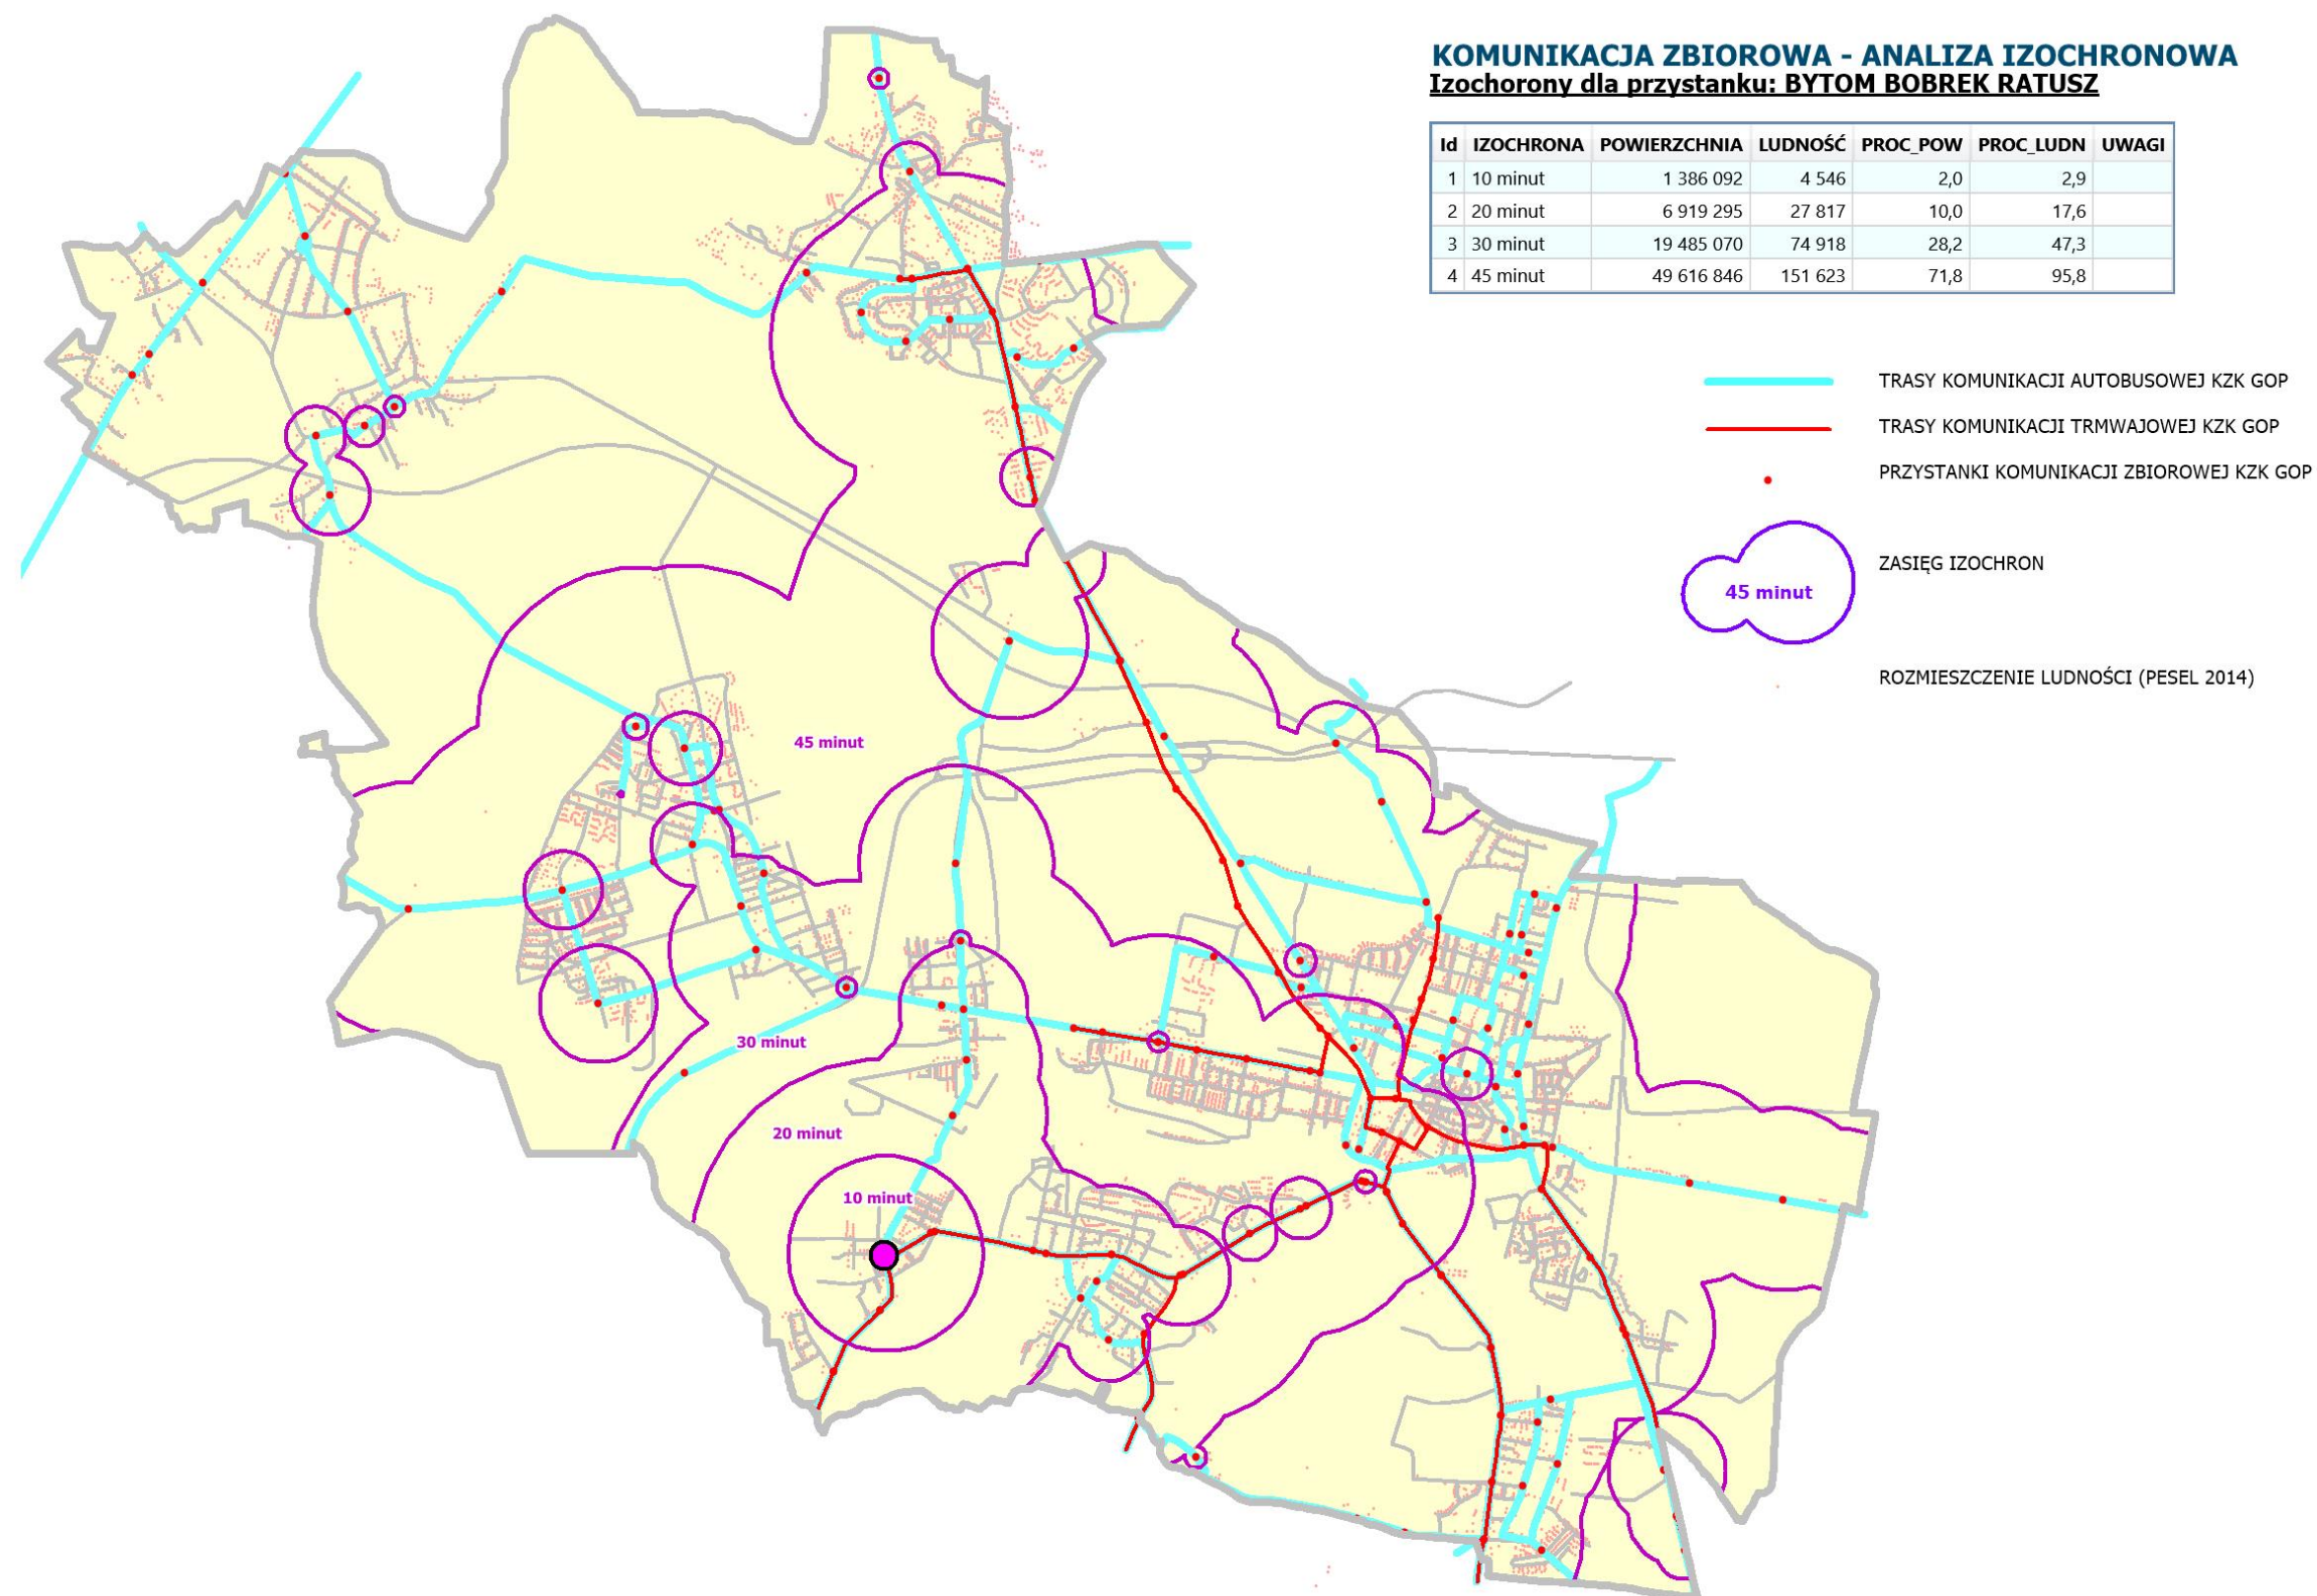 KOMUNIKACJA ZBIOROWA - ANALIZA IZOCHRONOWA
Izochorony dla przystanku: BYTOM BOBREK RATUSZ
Id IZOCHRONA POWIERZCHNIA LUDNOŚĆ PROC_POW PROC_LUDN UWAGI
1 10 minut 1 386 092 4 546 2,0 2,9
2 20 minut 6 919 295 27 817 10,0 17,6
3 30 minut 19 485 070 74 918 28,2 47,3
4 45 minut 49 616 846 151 623 71,8 95,8
TRASY KOMUNIKACJI AUTOBUSOWEJ KZK GOP
TRASY KOMUNIKACJI TRMWAJOWEJ KZK GOP
PRZYSTANKI KOMUNIKACJI ZBIOROWEJ KZK GOP
ZASIĘG IZOCHRON
45 minut
ROZMIESZCZENIE LUDNOŚCI (PESEL 2014)
45 minut
30 minut
20 minut
10 minut